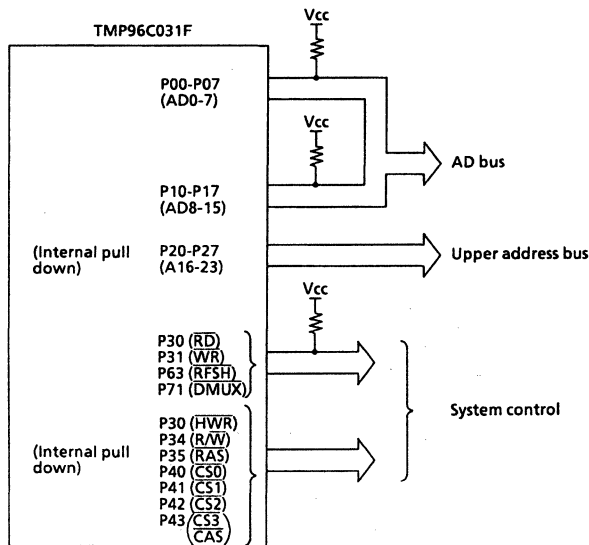 TMP96C031F
Vcc
P00-P07
(AD0-7)
Vcc
AD bus
P10-P17
(AD8-15)
(Internal pull
down)
P20-P27
(A16-23)
Upper address bus
Vcc
P30 (RD)
P31 (WR)
P63 (RFSH)
P71 (DMUX)
System control
P30 (HWR)
P34 (R/W)
(Internal pull
down)
P35 (RAS)
P40 (CS0)
P41 (CS1)
P42 (CS2)
P43 (CS3
CAS)